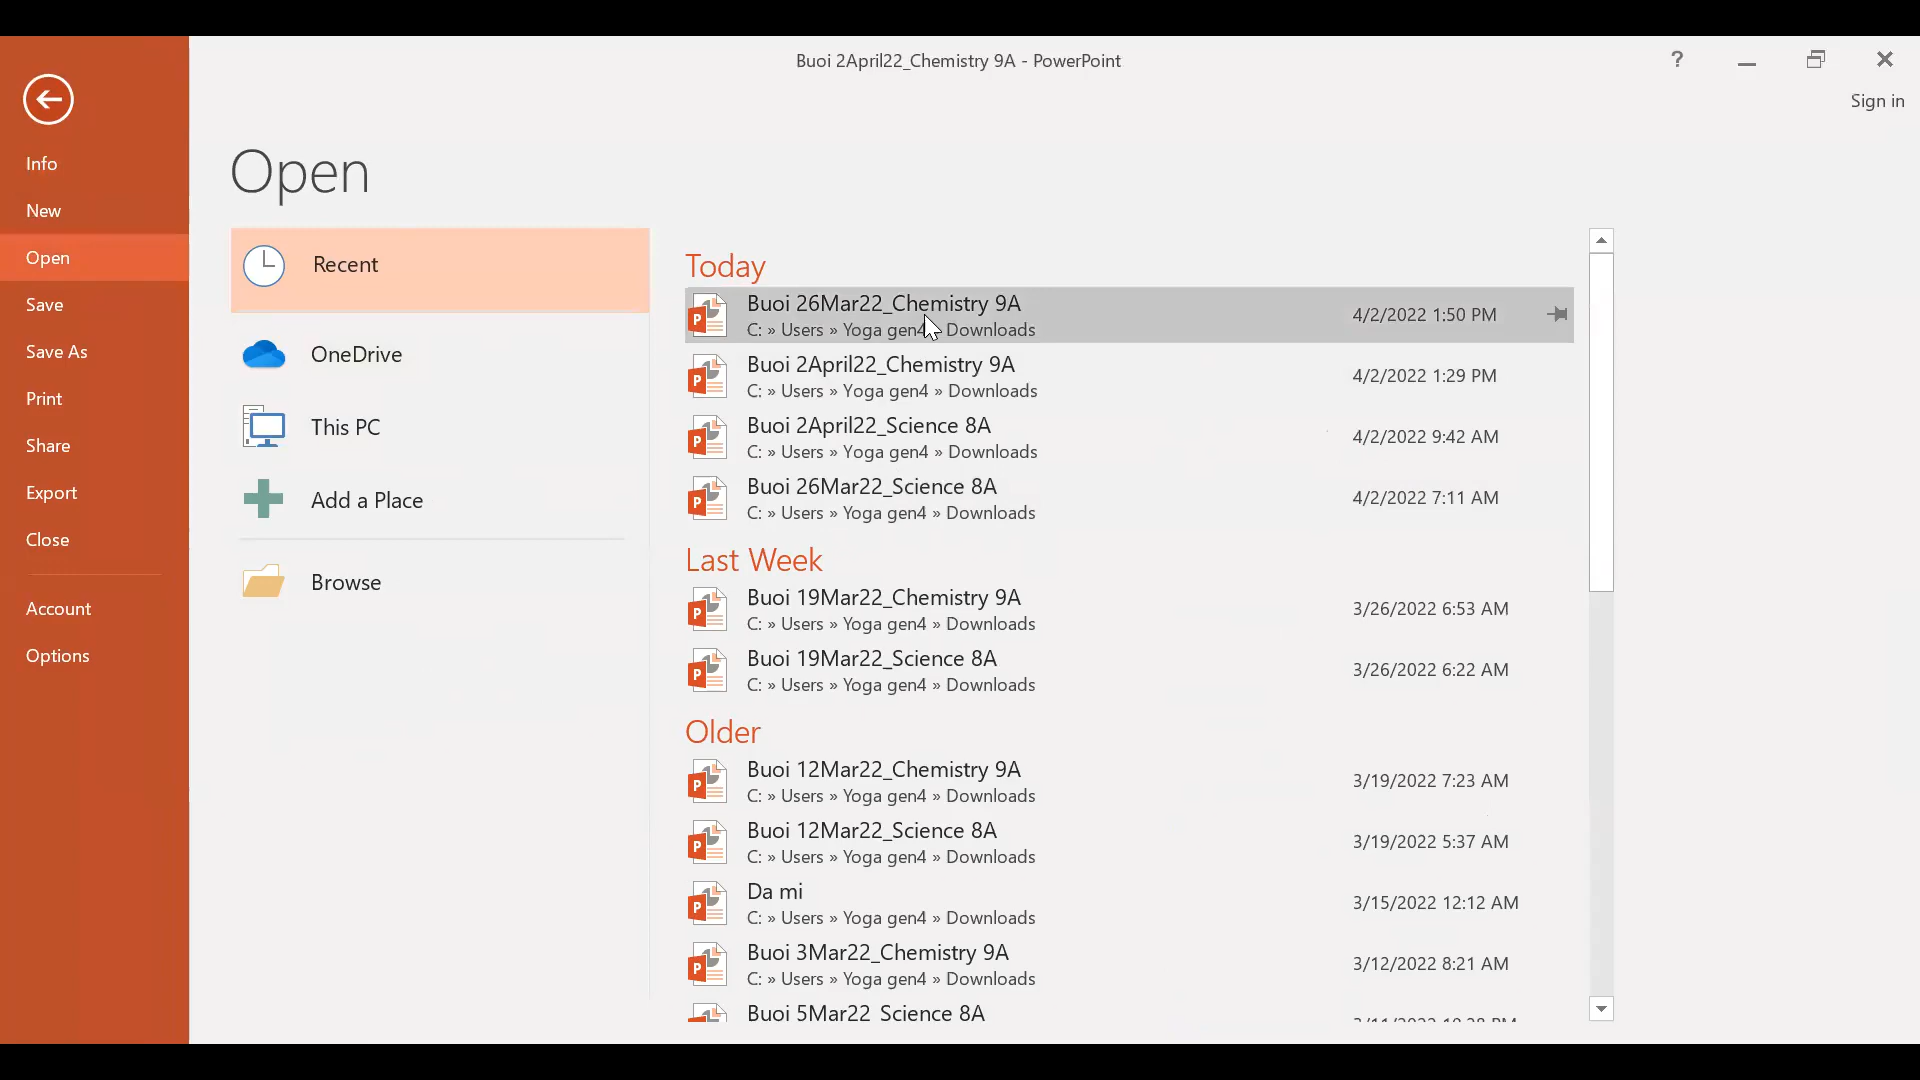 Buoi 2April22_Chemistry 9A - PowerPoint
?
Sign in
Info
New
Open
Save
Save As
Print
Share
Export
Close
Account
Options
Open
Recent
OneDrive
This PC
Add a Place
Browse
Today
Buoi 26Mar22_Chemistry 9A
4/2/2022 1:50 PM
C: » Users » Yoga gen4 » Downloads
Buoi 2April22_Chemistry 9A
4/2/2022 1:29 PM
C: » Users » Yoga gen4 » Downloads
Buoi 2April22_Science 8A
4/2/2022 9:42 AM
C: » Users » Yoga gen4 » Downloads
Buoi 26Mar22_Science 8A
4/2/2022 7:11 AM
C: » Users » Yoga gen4 » Downloads
Last Week
Buoi 19Mar22_Chemistry 9A
3/26/2022 6:53 AM
C: » Users » Yoga gen4 » Downloads
Buoi 19Mar22_Science 8A
3/26/2022 6:22 AM
C: » Users » Yoga gen4 » Downloads
Older
Buoi 12Mar22_Chemistry 9A
3/19/2022 7:23 AM
C: » Users » Yoga gen4 » Downloads
Buoi 12Mar22_Science 8A
3/19/2022 5:37 AM
C: » Users » Yoga gen4 » Downloads
Da mi
3/15/2022 12:12 AM
C: » Users » Yoga gen4 » Downloads
Buoi 3Mar22_Chemistry 9A
3/12/2022 8:21 AM
C: » Users » Yoga gen4 » Downloads
Buoi 5Mar22 Science 8A